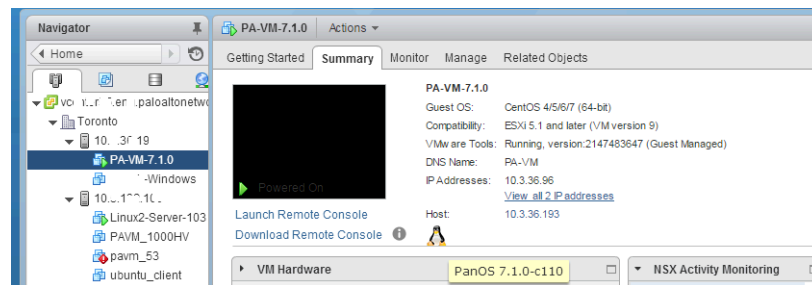 Navigator
PA-VM-7.1.0 Actions
Home
Getting Started Summary Monitor Manage Related Objects
Toronto
PA-VM-7.1.0
-Windows
Linux2-Server-103
PAVM_1000HV
pavm_53
ubuntu_client
Powered On
Launch Remote Console
Download Remote Console
PA-VM-7.1.0
Guest OS: CentOS 4/5/6/7 (64-bit)
Compatibility: ESXi 5.1 and later (VM version 9)
VMware Tools: Running, version:2147483647 (Guest Managed)
DNS Name: PA-VM
IP Addresses: 10.3.36.96
View all 2 IP addresses
Host: 10.3.36.193
VM Hardware
PanOS 7.1.0-c110
NSX Activity Monitoring